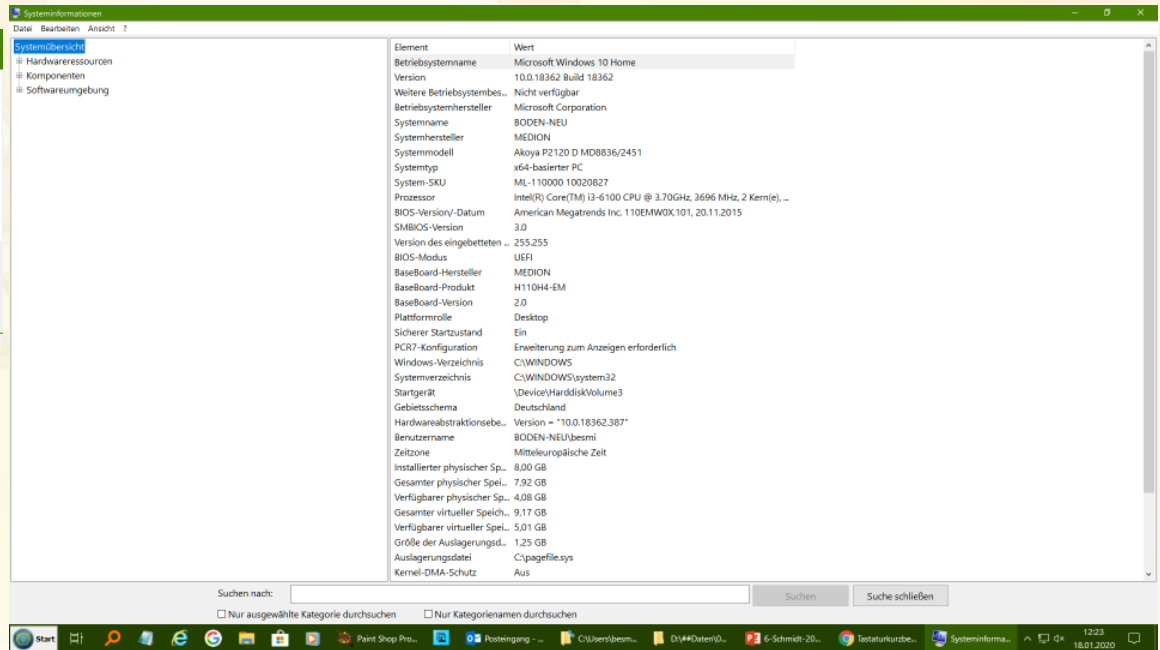 Systeminformationen
Datei Bearbeiten Ansicht ?
Systemübersicht
Hardwareressourcen
Komponenten
Softwareumgebung
Element Wert
Betriebsystemname Microsoft Windows 10 Home
Version 10.0.18362 Build 18362
Weitere Betriebsystembes... Nicht verfügbar
Betriebsystemhersteller Microsoft Corporation
Systemname BODEN-NEU
Systemhersteller MEDION
Systemmodell Akoya P2120 D MD8836/2451
Systemtyp x64-basierter PC
System-SKU ML-110000 10020827
Prozessor Intel(R) Core(TM) i3-6100 CPU @ 3.70GHz, 3696 MHz, 2 Kern(e), ...
BIOS-Version/-Datum American Megatrends Inc. 110EMW0X.101, 20.11.2015
SMBIOS-Version 3.0
Version des eingebetteten ... 255.255
BIOS-Modus UEFI
BaseBoard-Hersteller MEDION
BaseBoard-Produkt H110H4-EM
BaseBoard-Version 2.0
Plattformrolle Desktop
Sicherer Startzustand Ein
PCR7-Konfiguration Erweiterung zum Anzeigen erforderlich
Windows-Verzeichnis C:\WINDOWS
Systemverzeichnis C:\WINDOWS\system32
Startgerät \Device\HarddiskVolume3
Gebietsschema Deutschland
Hardwareabstraktionsebe... Version = "10.0.18362.387"
Benutzername BODEN-NEU\besmi
Zeitzone Mitteleuropäische Zeit
Installierter physischer Sp... 8,00 GB
Gesamter physischer Spei... 7,92 GB
Verfügbarer physischer Sp... 4,08 GB
Gesamter virtueller Speich... 9,17 GB
Verfügbarer virtueller Spei... 5,01 GB
Größe der Auslagerungsd... 1,25 GB
Auslagerungsdatei C:\pagefile.sys
Kernel-DMA-Schutz Aus
Suchen nach: Suchen Suche schließen
Nur ausgewählte Kategorie durchsuchen Nur Kategorienamen durchsuchen
Start Paint Shop Pro... Posteingang - ... C:\Users\besm... D:\##Daten\0... 6-Schmidt-20... Tastaturkurzbe... Systeminforma... 12:23
18.01.2020